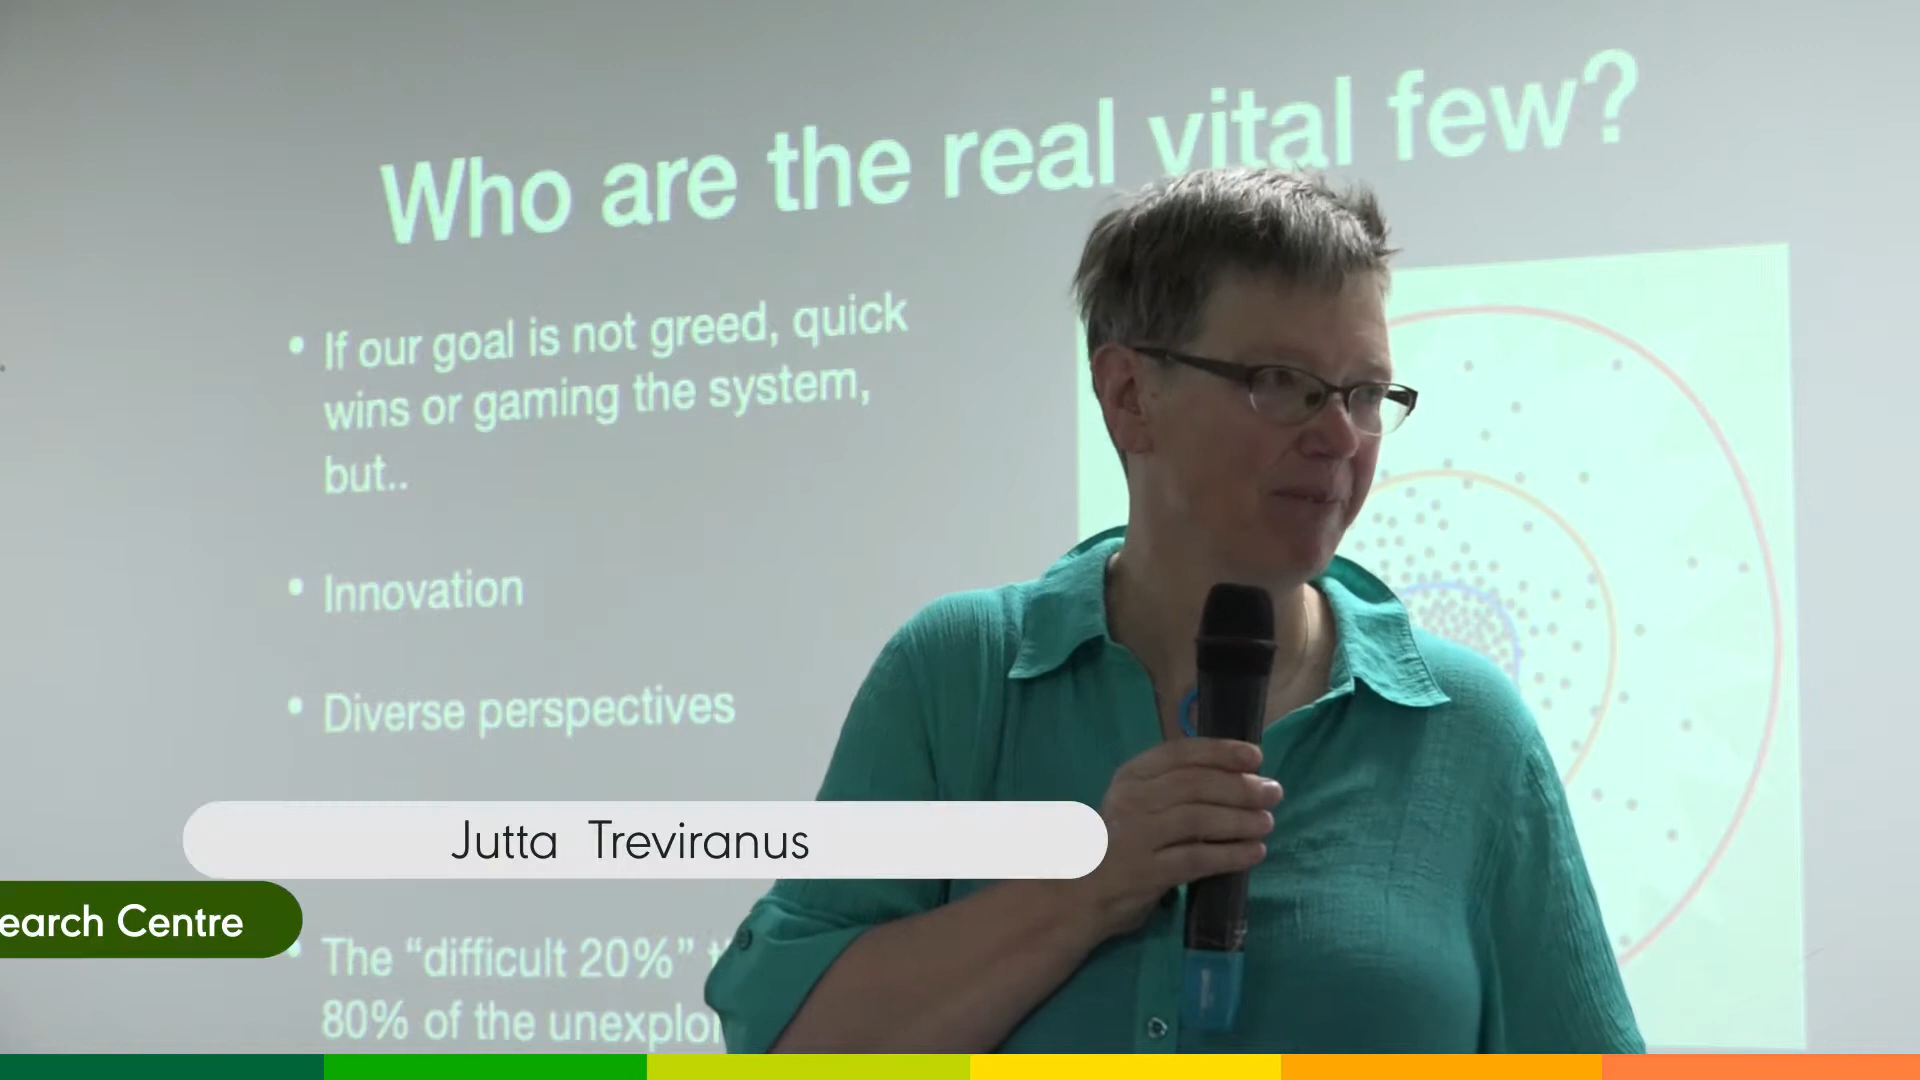 Who are the real vital few?
• If our goal is not greed, quick
wins or gaming the system,
but..
• Innovation
• Diverse perspectives
Jutta Treviranus
earch Centre
• The “difficult 20%”
80% of the